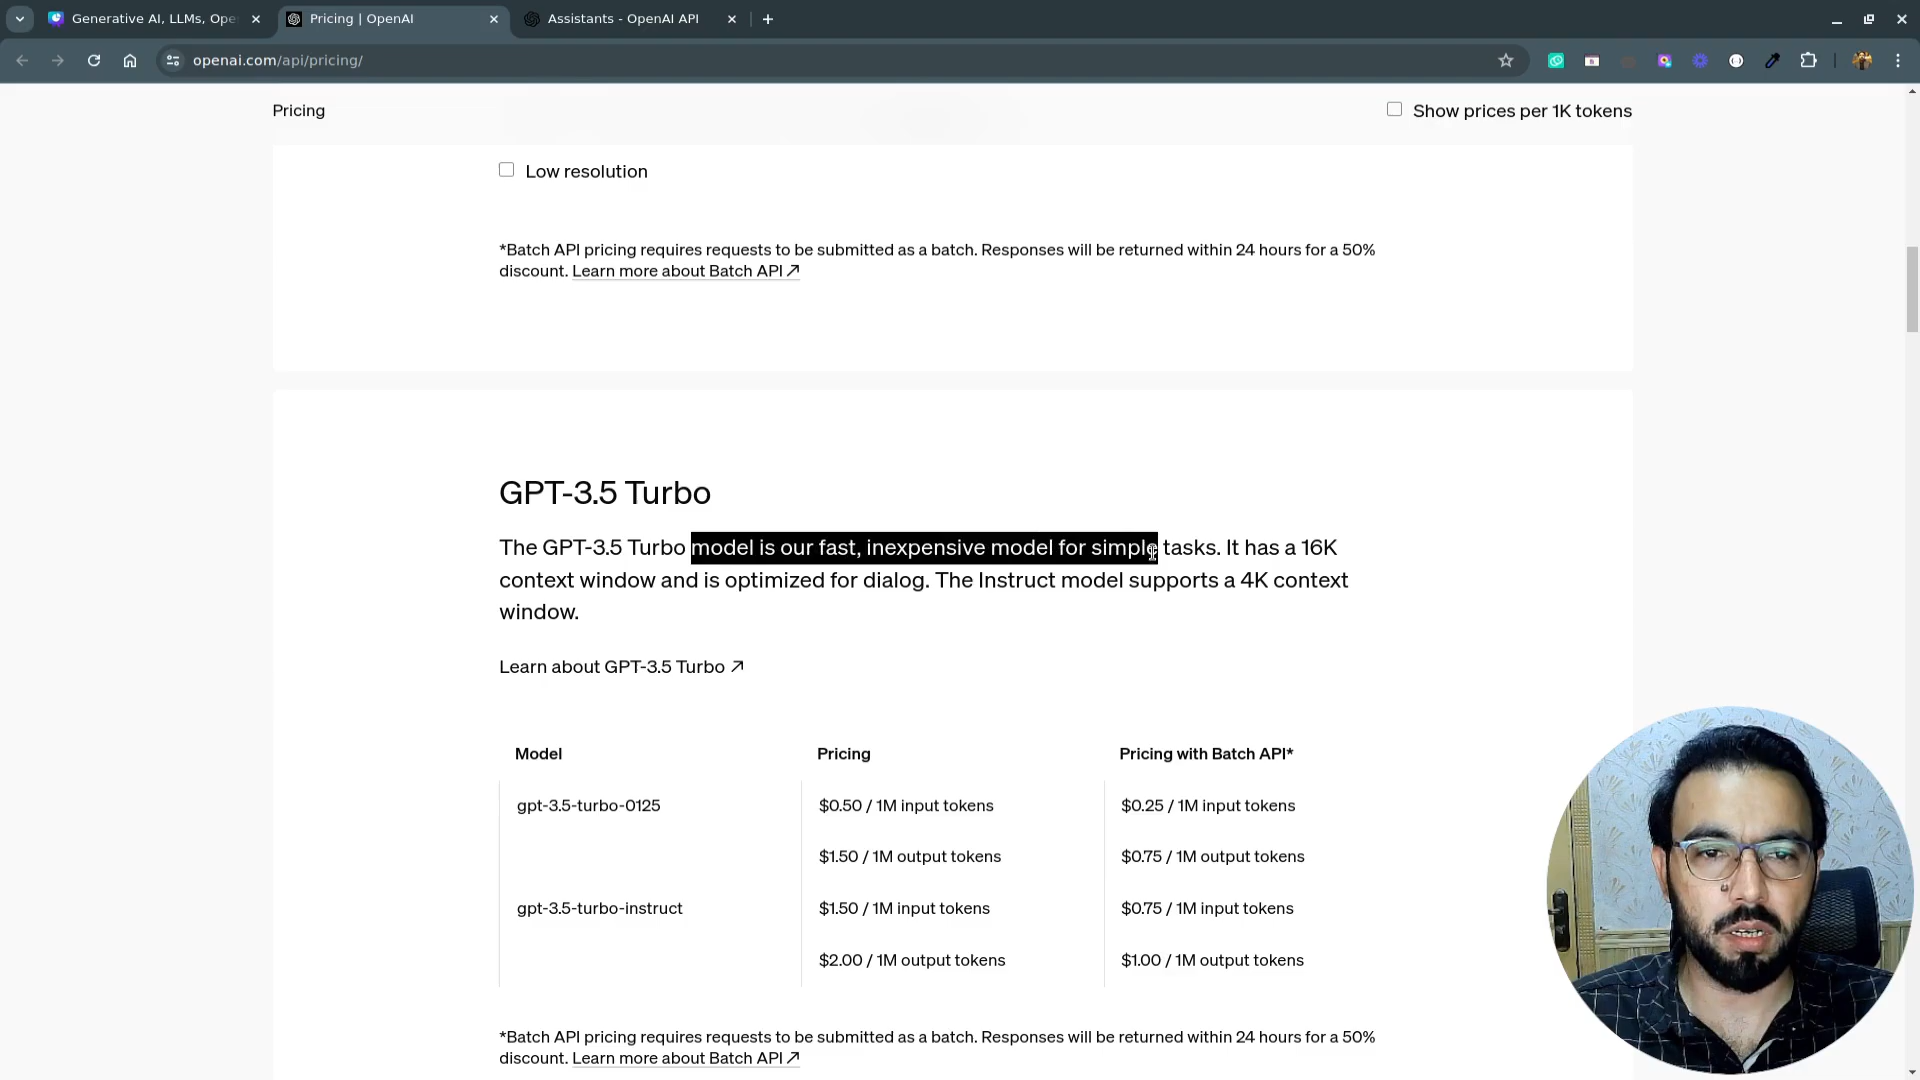 Generative AI, LLMs, Ope
Pricing | OpenAI
Assistants - OpenAI API
openai.com/api/pricing/
Pricing
Show prices per 1K tokens
Low resolution
*Batch API pricing requires requests to be submitted as a batch. Responses will be returned within 24 hours for a 50%
discount. Learn more about Batch API ↗
GPT-3.5 Turbo
The GPT-3.5 Turbo model is our fast, inexpensive model for simple tasks. It has a 16K
context window and is optimized for dialog. The Instruct model supports a 4K context
window.
Learn about GPT-3.5 Turbo ↗
Model Pricing Pricing with Batch API*
gpt-3.5-turbo-0125 $0.50 / 1M input tokens $0.25 / 1M input tokens
$1.50 / 1M output tokens $0.75 / 1M output tokens
gpt-3.5-turbo-instruct $1.50 / 1M input tokens $0.75 / 1M input tokens
$2.00 / 1M output tokens $1.00 / 1M output tokens
*Batch API pricing requires requests to be submitted as a batch. Responses will be returned within 24 hours for a 50%
discount. Learn more about Batch API ↗